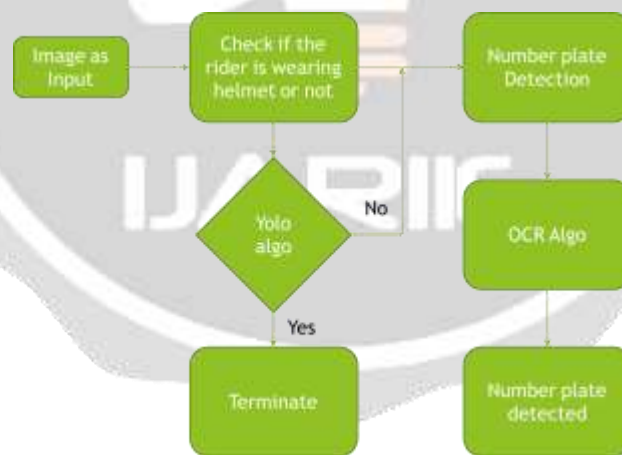 Image as
Input
Check if the
rider is wearing
helmet or not
Number plate
Detection
Yolo
algo
No
OCR Algo
Yes
Terminate
Number plate
detected
IJARIIE